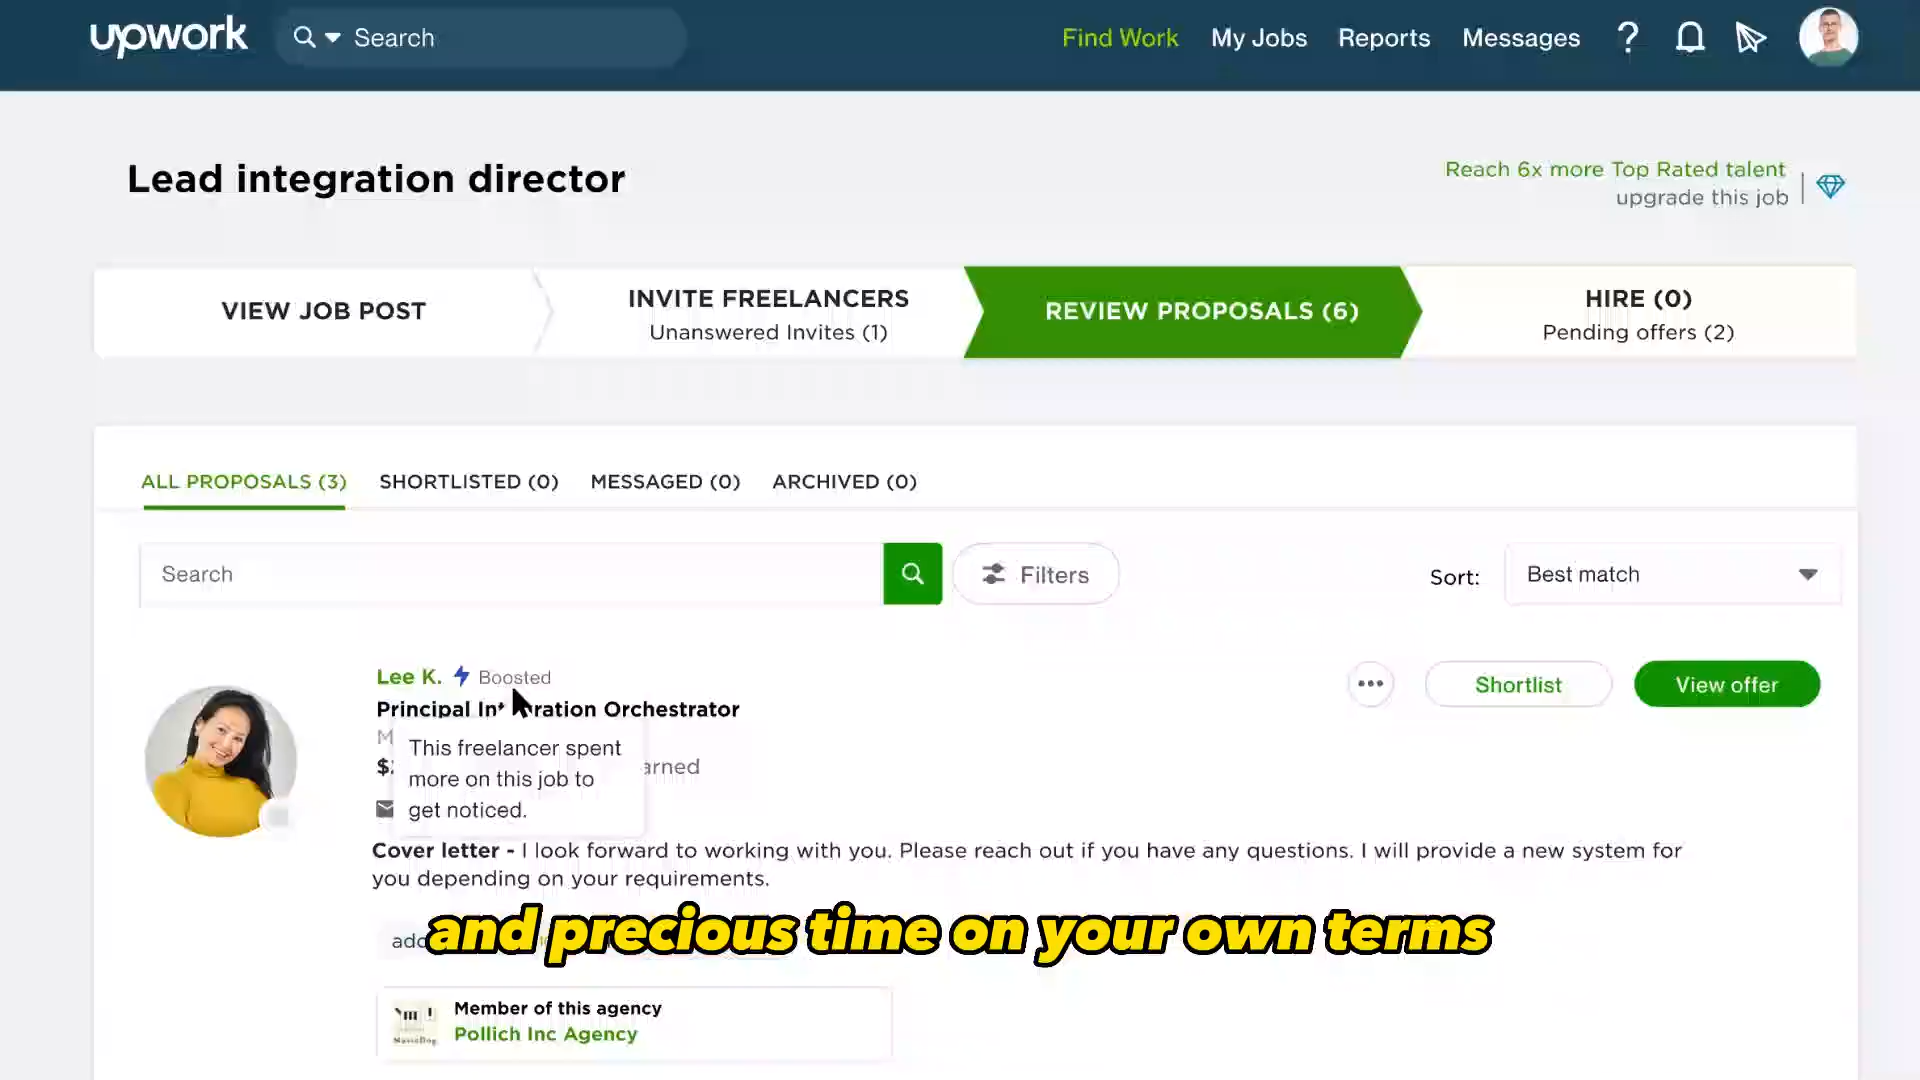 upwork
Search
Find Work
My Jobs
Reports
Messages
?
Lead integration director
Reach 6x more Top Rated talent
upgrade this job
VIEW JOB POST
INVITE FREELANCERS
Unanswered Invites (1)
REVIEW PROPOSALS (6)
HIRE (0)
Pending offers (2)
ALL PROPOSALS (3)
SHORTLISTED (0)
MESSAGED (0)
ARCHIVED (0)
Search
Filters
Sort:
Best match
Lee K.
Boosted
Shortlist
View offer
Principal Orchestrator
This freelancer spent
more on this job to
get noticed.
Cover letter - I look forward to working with you. Please reach out if you have any questions. I will provide a new system for
you depending on your requirements.
and precious time on your own terms
Member of this agency
Pollich Inc Agency